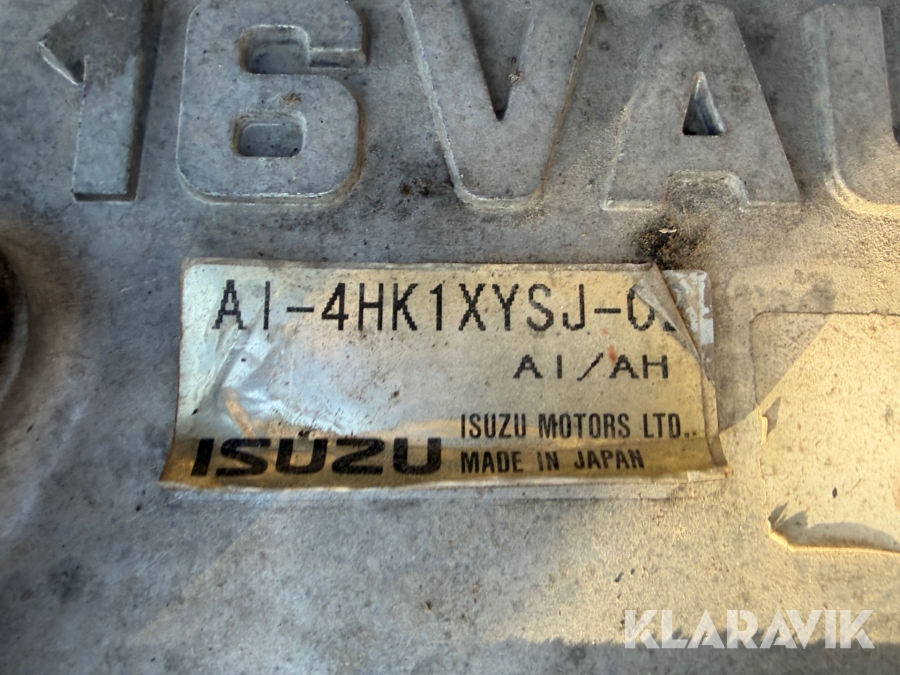 16VAL
AI-4HK1XYSJ-0
AI/AH
ISUZU MOTORS LTD.
ISUZU MADE IN JAPAN
KLARAVIK